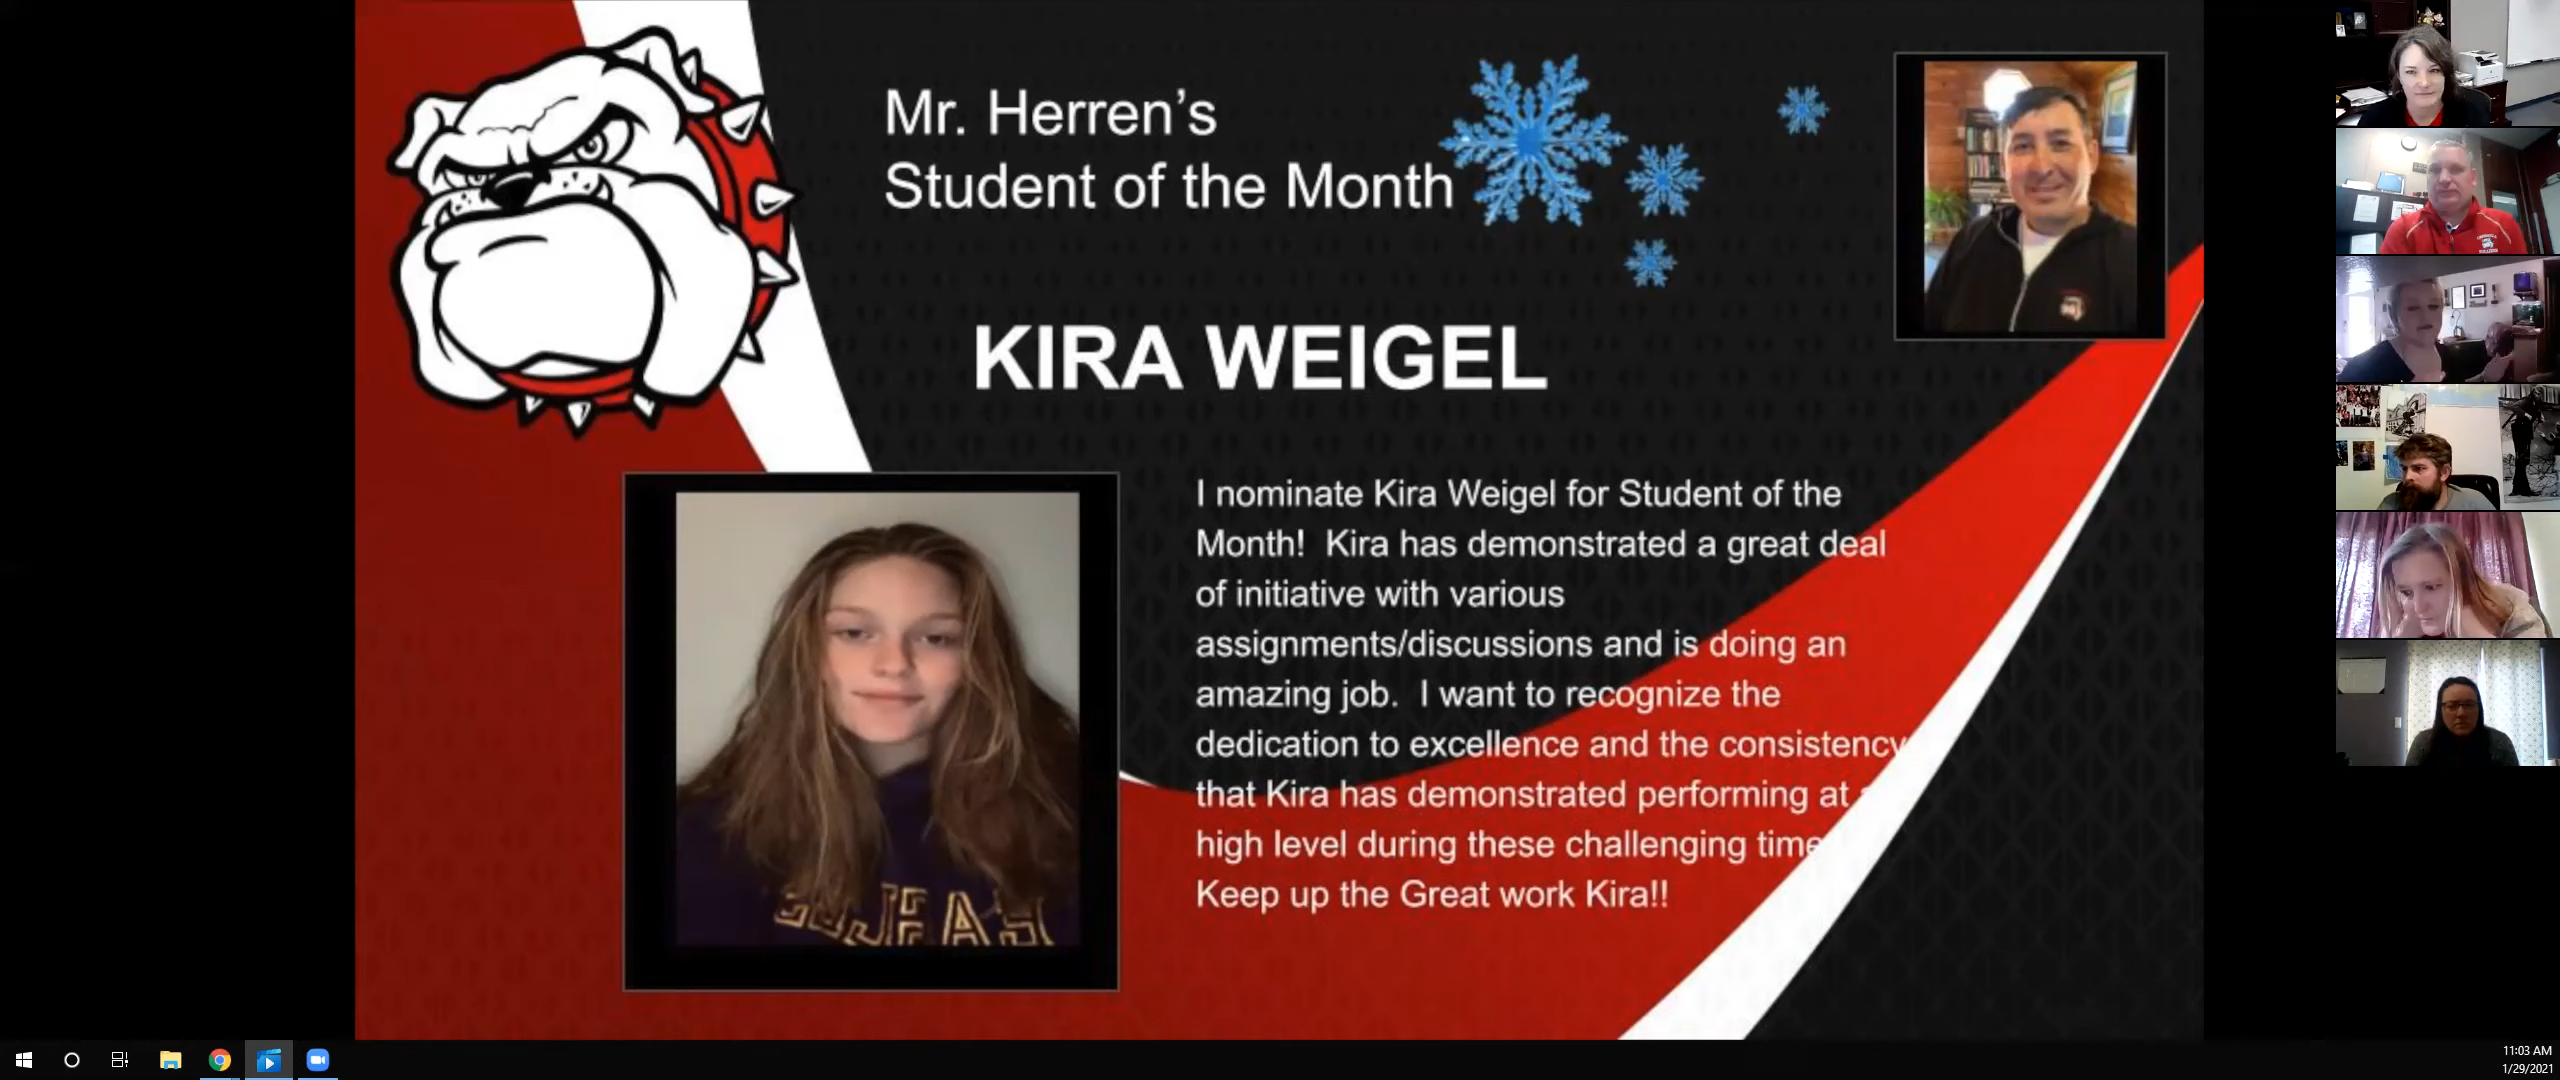 Mr. Herren's
Student of the Month
KIRA WEIGEL
I nominate Kira Weigel for Student of the
Month!  Kira has demonstrated a great deal
of initiative with various
assignments/discussions and is doing an
amazing job.  I want to recognize the
dedication to excellence and the consistency
that Kira has demonstrated performing at
high level during these challenging time
Keep up the Great work Kira!!
11:03 AM
1/29/2021